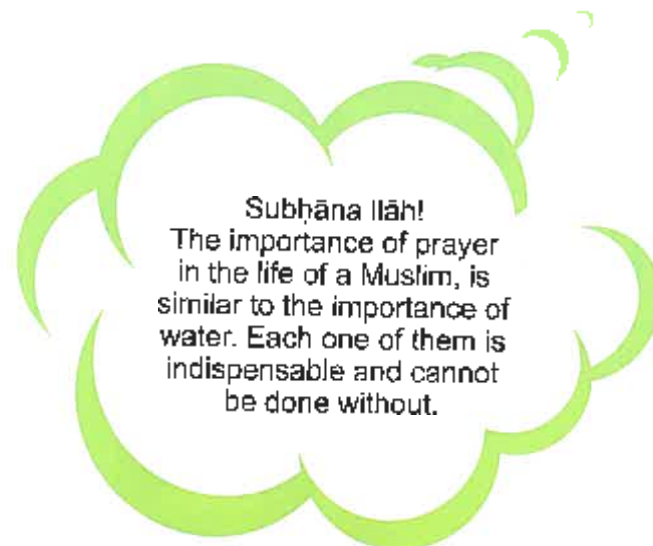 Subḥāna llāh!
The importance of prayer
in the life of a Muslim, is
similar to the importance of
water. Each one of them is
indispensable and cannot
be done without.